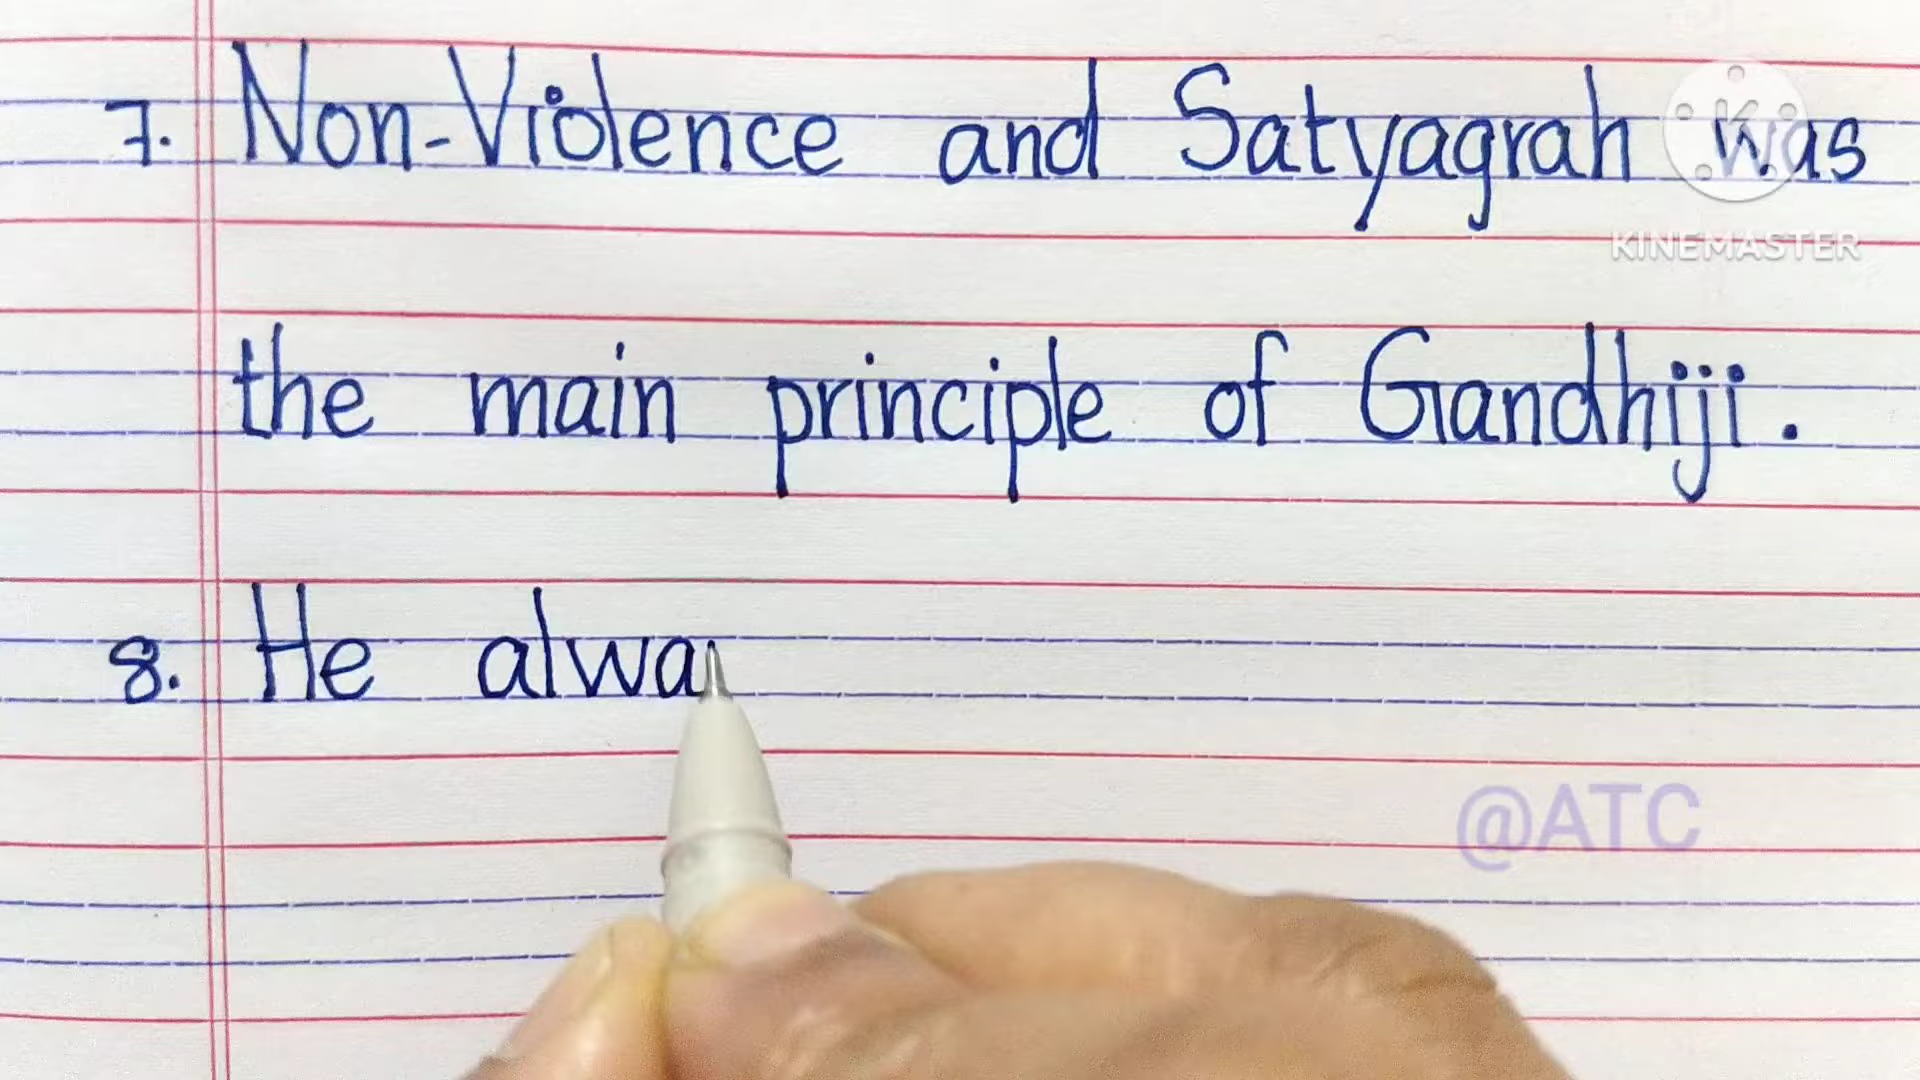 7. Non-Violence and Satyagrah was
KINEMASTER
the main principle of Gandhiji.
8. He alwa
@ATC